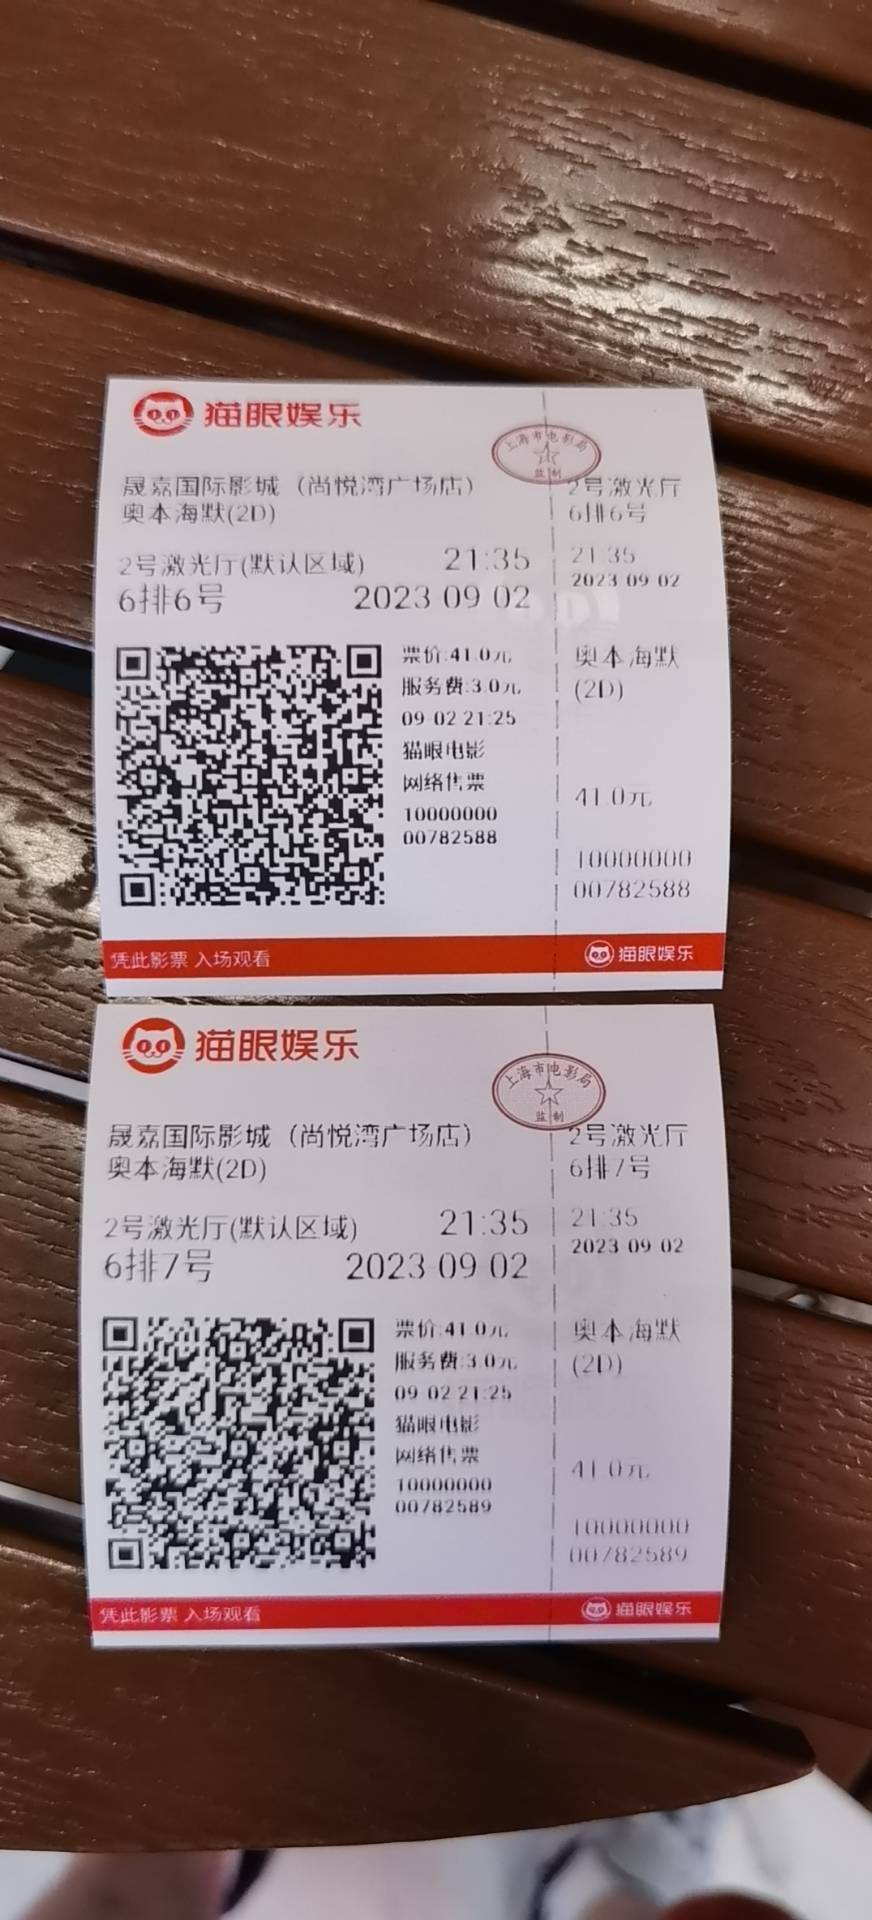 猫眼娱乐
上海市电影局
监制
晟嘉国际影城（尚悦湾广场店）
奥本海默(2D)
2号激光厅(默认区域) 21:35
6排6号 2023 09 02
票价:41.0元
服务费:3.0元
09-02 21:25
猫眼电影
网络售票
10000000
00782588
2号激光厅
6排6号
21:35
2023 09 02
奥本海默
(2D)
41.0元
10000000
00782588
凭此影票 入场观看
猫眼娱乐
猫眼娱乐
上海市电影局
监制
晟嘉国际影城（尚悦湾广场店）
奥本海默(2D)
2号激光厅(默认区域) 21:35
6排7号 2023 09 02
票价:41.0元
服务费:3.0元
09-02 21:25
猫眼电影
网络售票
10000000
00782589
2号激光厅
6排7号
21:35
2023 09 02
奥本海默
(2D)
41.0元
10000000
00782589
凭此影票 入场观看
猫眼娱乐